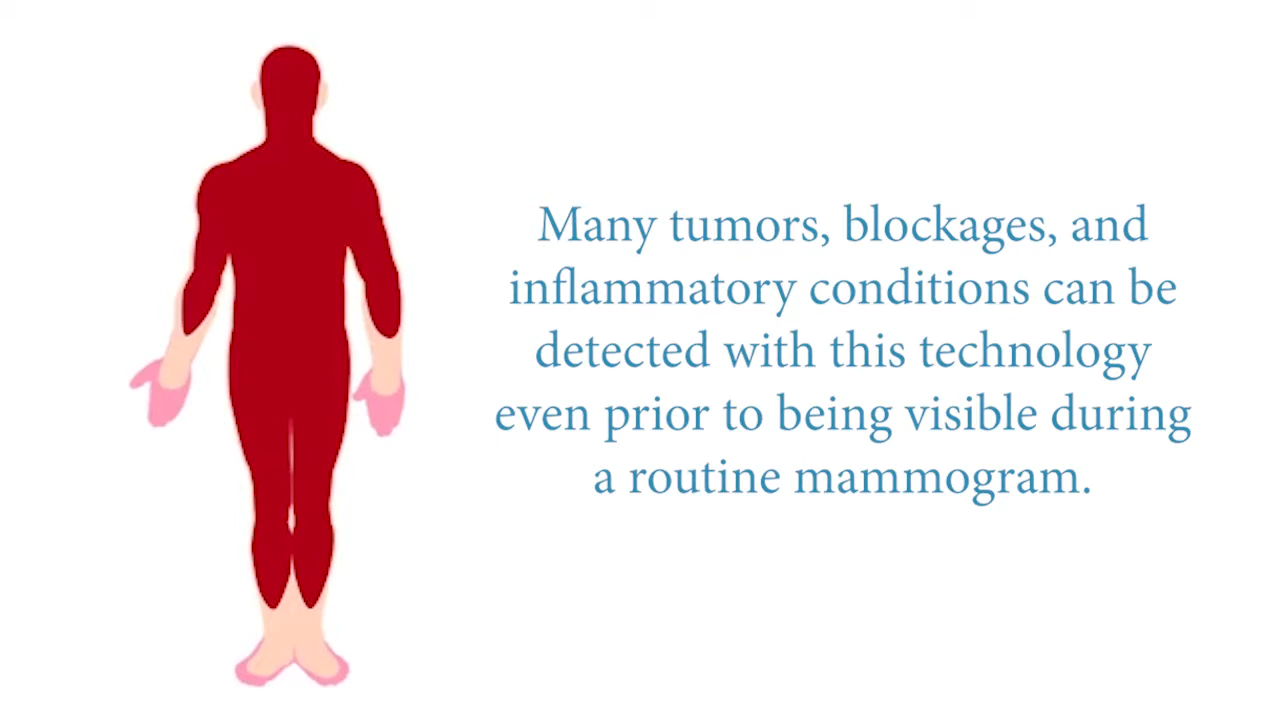 Many tumors, blockages, and
inflammatory conditions can be
detected with this technology
even prior to being visible during
a routine mammogram.